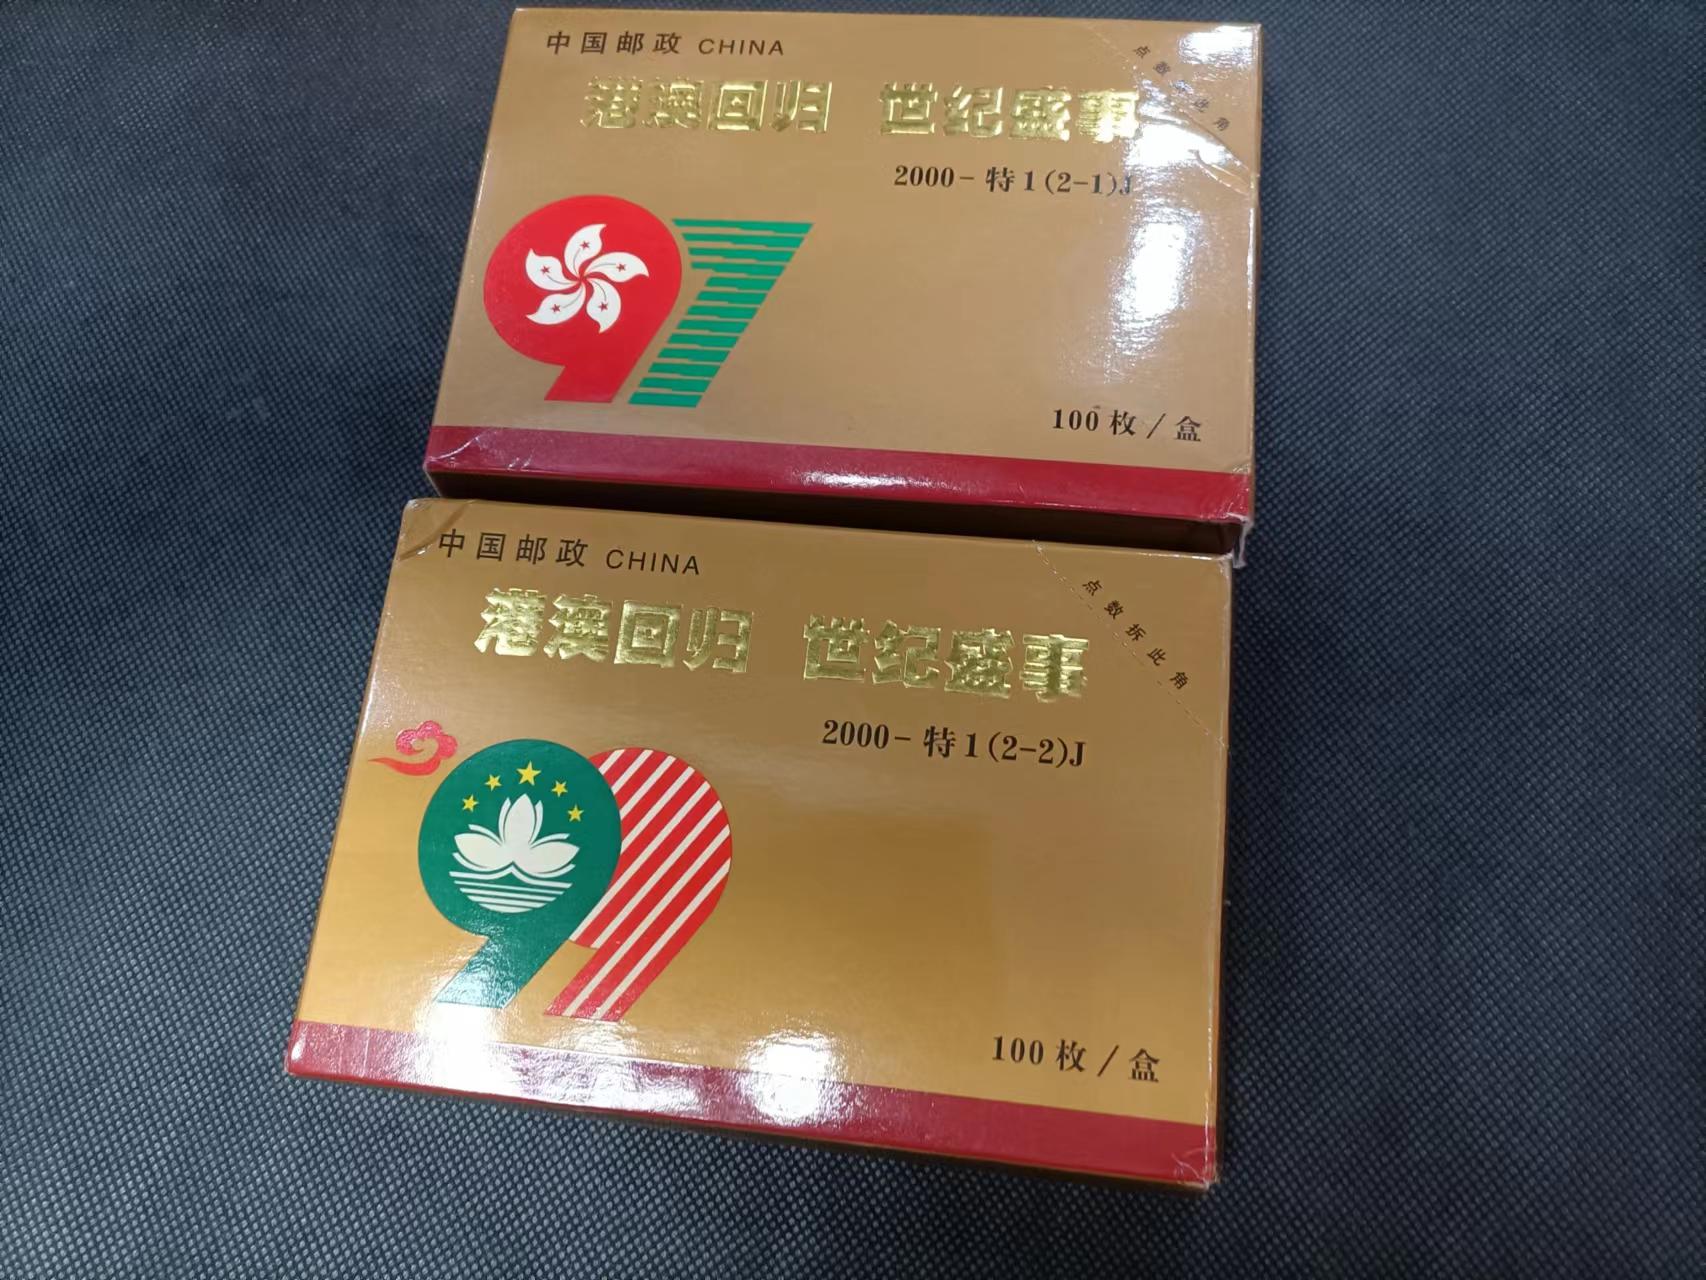 中国邮政 CHINA
点数拆此角
港澳回归 世纪盛事
2000-特1(2-1)J
97
100枚/盒
中国邮政 CHINA
点数拆此角
港澳回归 世纪盛事
2000-特1(2-2)J
99
100枚/盒